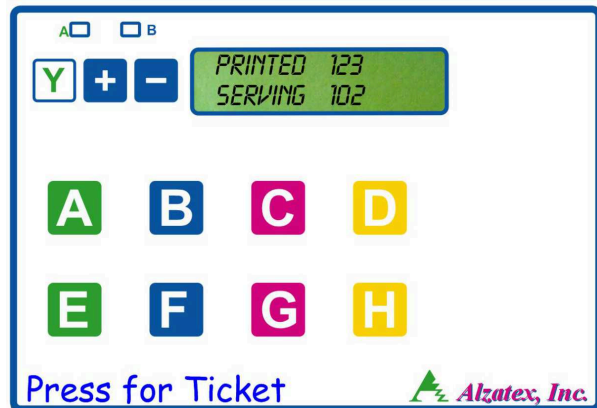 A B
Y + −
PRINTED 123
SERVING 102
A B C D
E F G H
Press for Ticket
Alzatex, Inc.